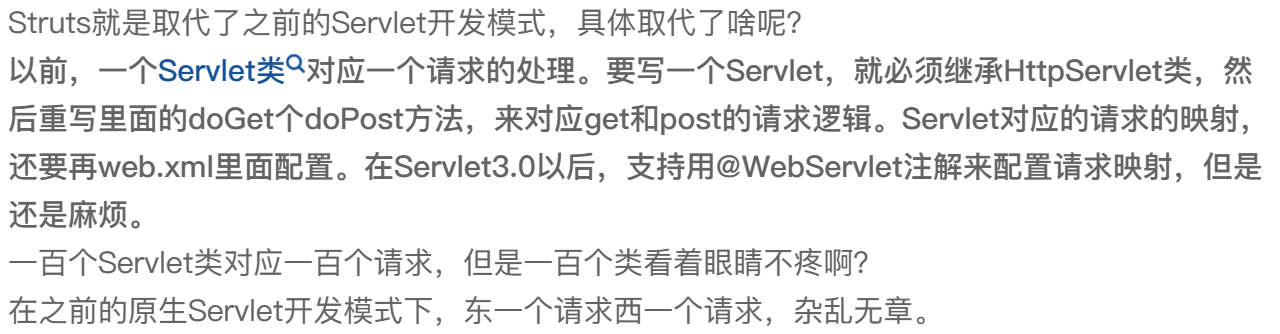 Struts就是取代了之前的Servlet开发模式，具体取代了啥呢？
以前，一个Servlet类对应一个请求的处理。要写一个Servlet，就必须继承HttpServlet类，然
后重写里面的doGet个doPost方法，来对应get和post的请求逻辑。Servlet对应的请求的映射，
还要再web.xml里面配置。在Servlet3.0以后，支持用@WebServlet注解来配置请求映射，但是
还是麻烦。
一百个Servlet类对应一百个请求，但是一百个类看着眼睛不疼啊？
在之前的原生Servlet开发模式下，东一个请求西一个请求，杂乱无章。